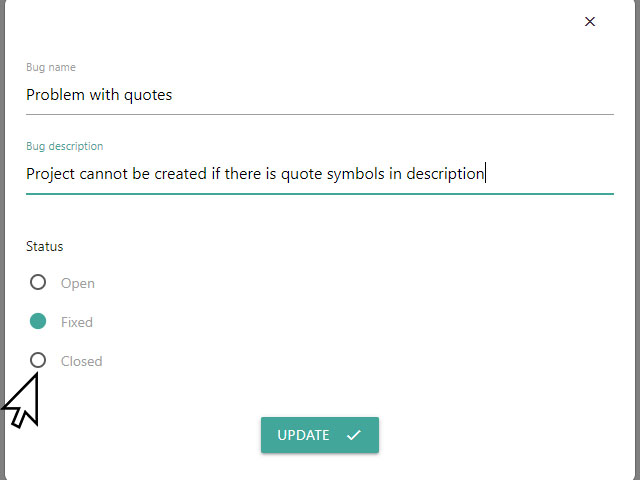 Bug name
Problem with quotes
Bug description
Project cannot be created if there is quote symbols in description
Status
Open
Fixed
Closed
UPDATE